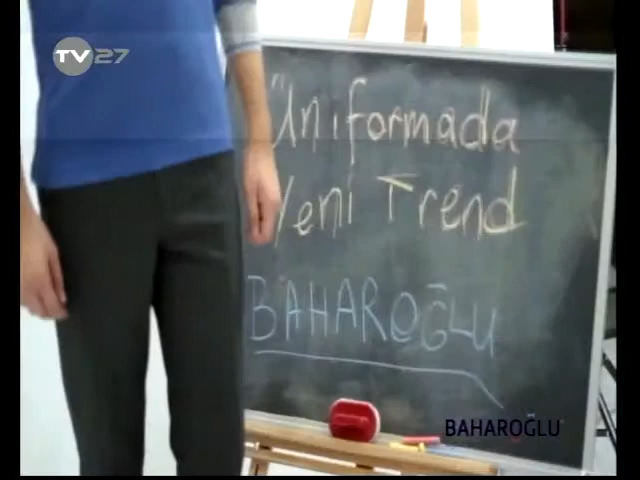 TV27
Üniformada
Yeni Trend
BAHAROĞLU
BAHAROĞLU